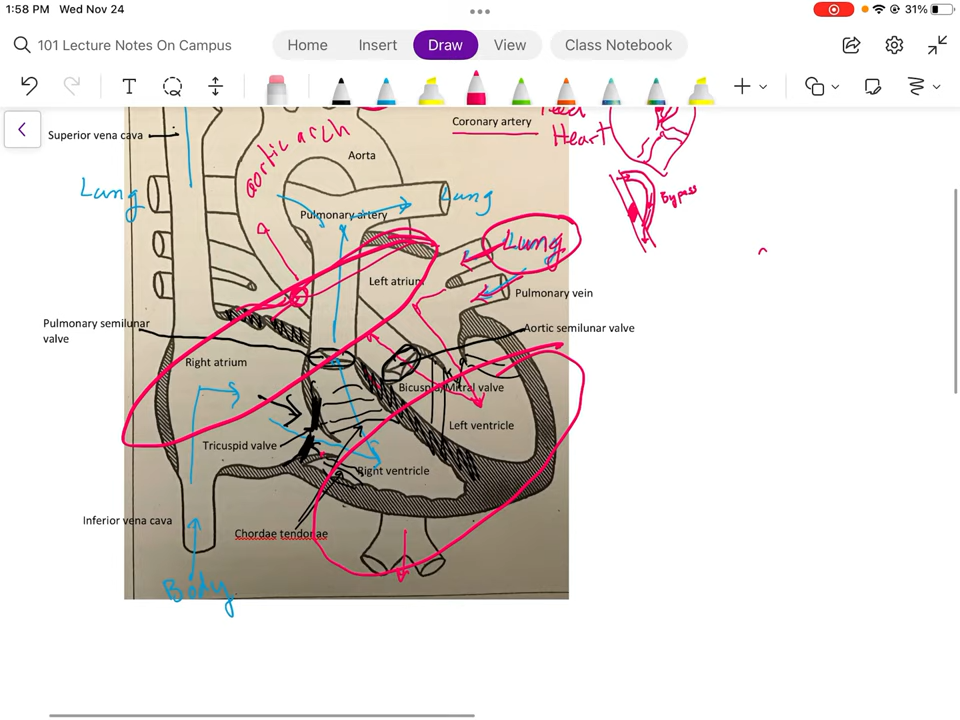 1:58 PM Wed Nov 24
31%
101 Lecture Notes On Campus
Home Insert Draw View Class Notebook
Superior vena cava
aortic arch
Aorta
Coronary artery
Heart
Bypass
Lung
Lung
Pulmonary artery
Lung
Left atrium
Pulmonary vein
Pulmonary semilunar
valve
Aortic semilunar valve
Right atrium
Bicuspid/Mitral valve
Left ventricle
Tricuspid valve
Right ventricle
Inferior vena cava
Chordae tendonae
Body